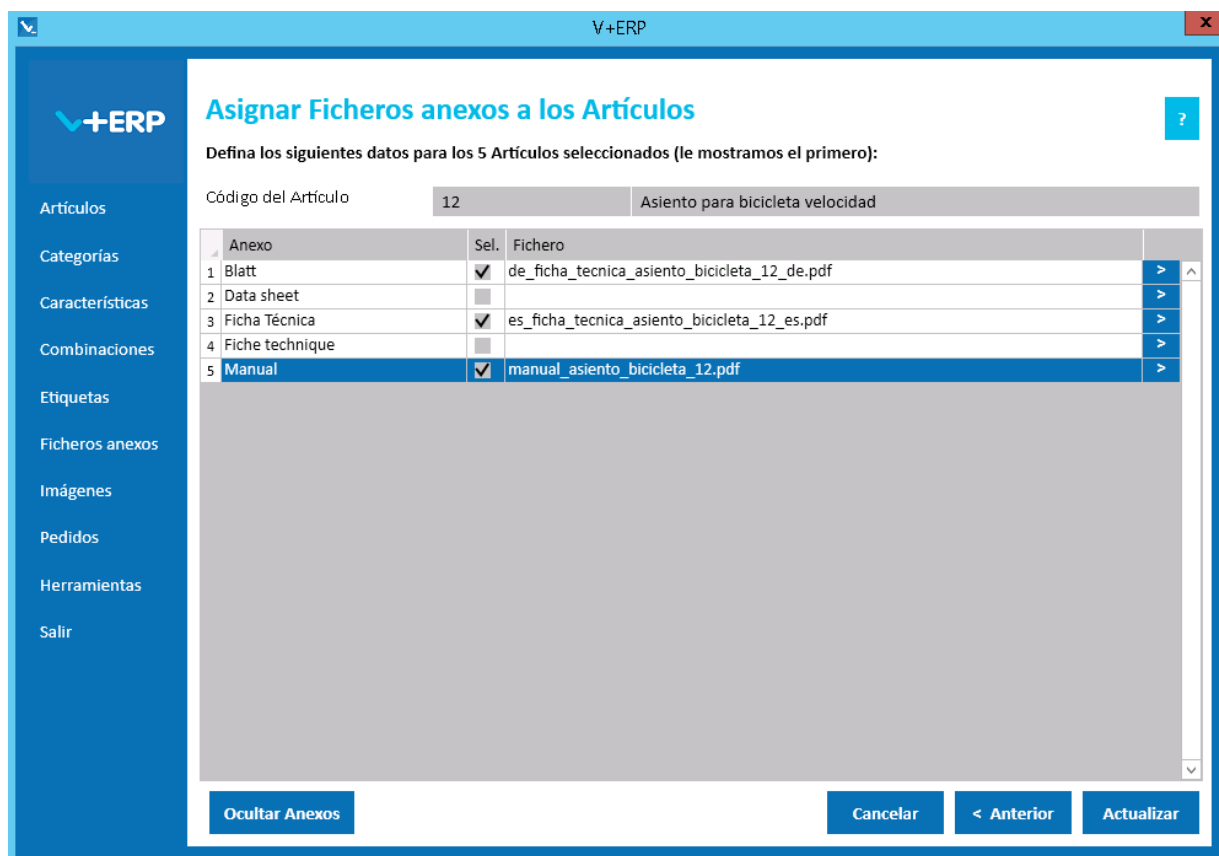 V+ERP
x
V+ERP
Asignar Ficheros anexos a los Artículos
?
Defina los siguientes datos para los 5 Artículos seleccionados (le mostramos el primero):
Código del Artículo 12 Asiento para bicicleta velocidad
Artículos
Categorías
Características
Combinaciones
Etiquetas
Ficheros anexos
Imágenes
Pedidos
Herramientas
Salir
Anexo Sel. Fichero
1 Blatt de_ficha_tecnica_asiento_bicicleta_12_de.pdf >
2 Data sheet >
3 Ficha Técnica es_ficha_tecnica_asiento_bicicleta_12_es.pdf >
4 Fiche technique >
5 Manual manual_asiento_bicicleta_12.pdf >
Ocultar Anexos Cancelar < Anterior Actualizar